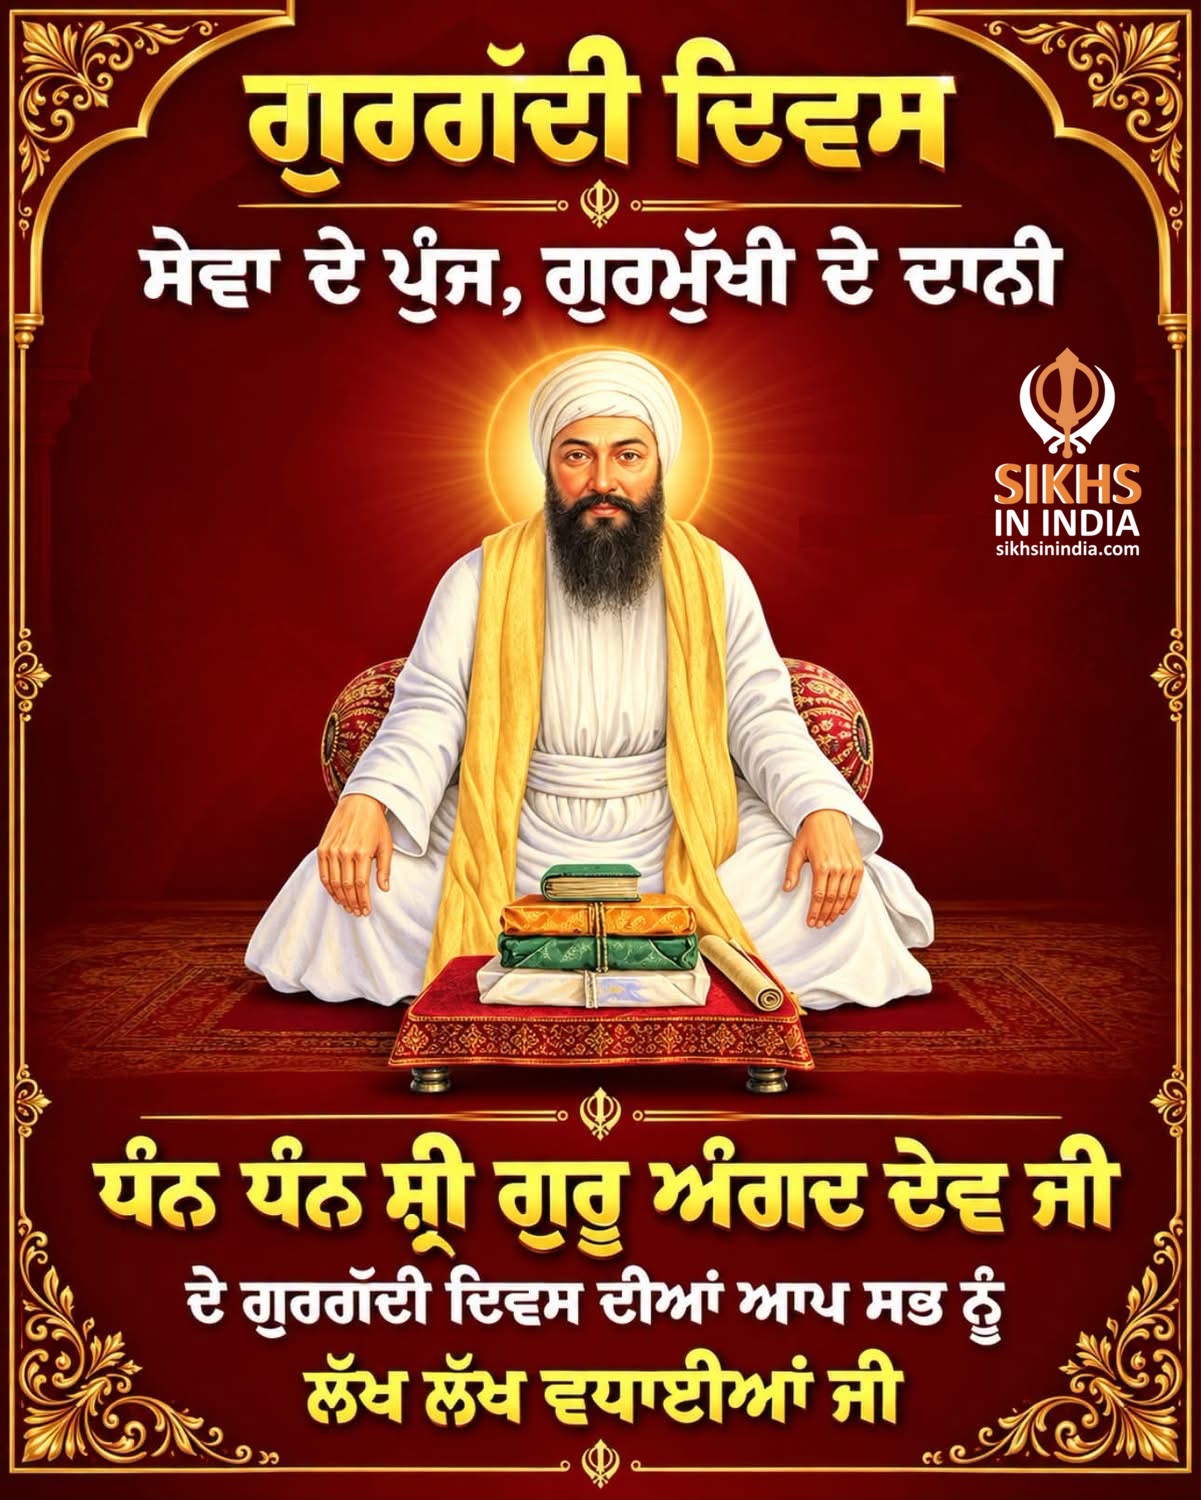 ਗੁਰਗੱਦੀ ਦਿਵਸ
ਸੇਵਾ ਦੇ ਪੁੰਜ, ਗੁਰਮੁੱਖੀ ਦੇ ਦਾਨੀ
SIKHS
IN INDIA
sikhsinindia.com
ਧੰਨ ਧੰਨ ਸ਼੍ਰੀ ਗੁਰੂ ਅੰਗਦ ਦੇਵ ਜੀ
ਦੇ ਗੁਰਗੱਦੀ ਦਿਵਸ ਦੀਆਂ ਆਪ ਸਭ ਨੂੰ
ਲੱਖ ਲੱਖ ਵਧਾਈਆਂ ਜੀ